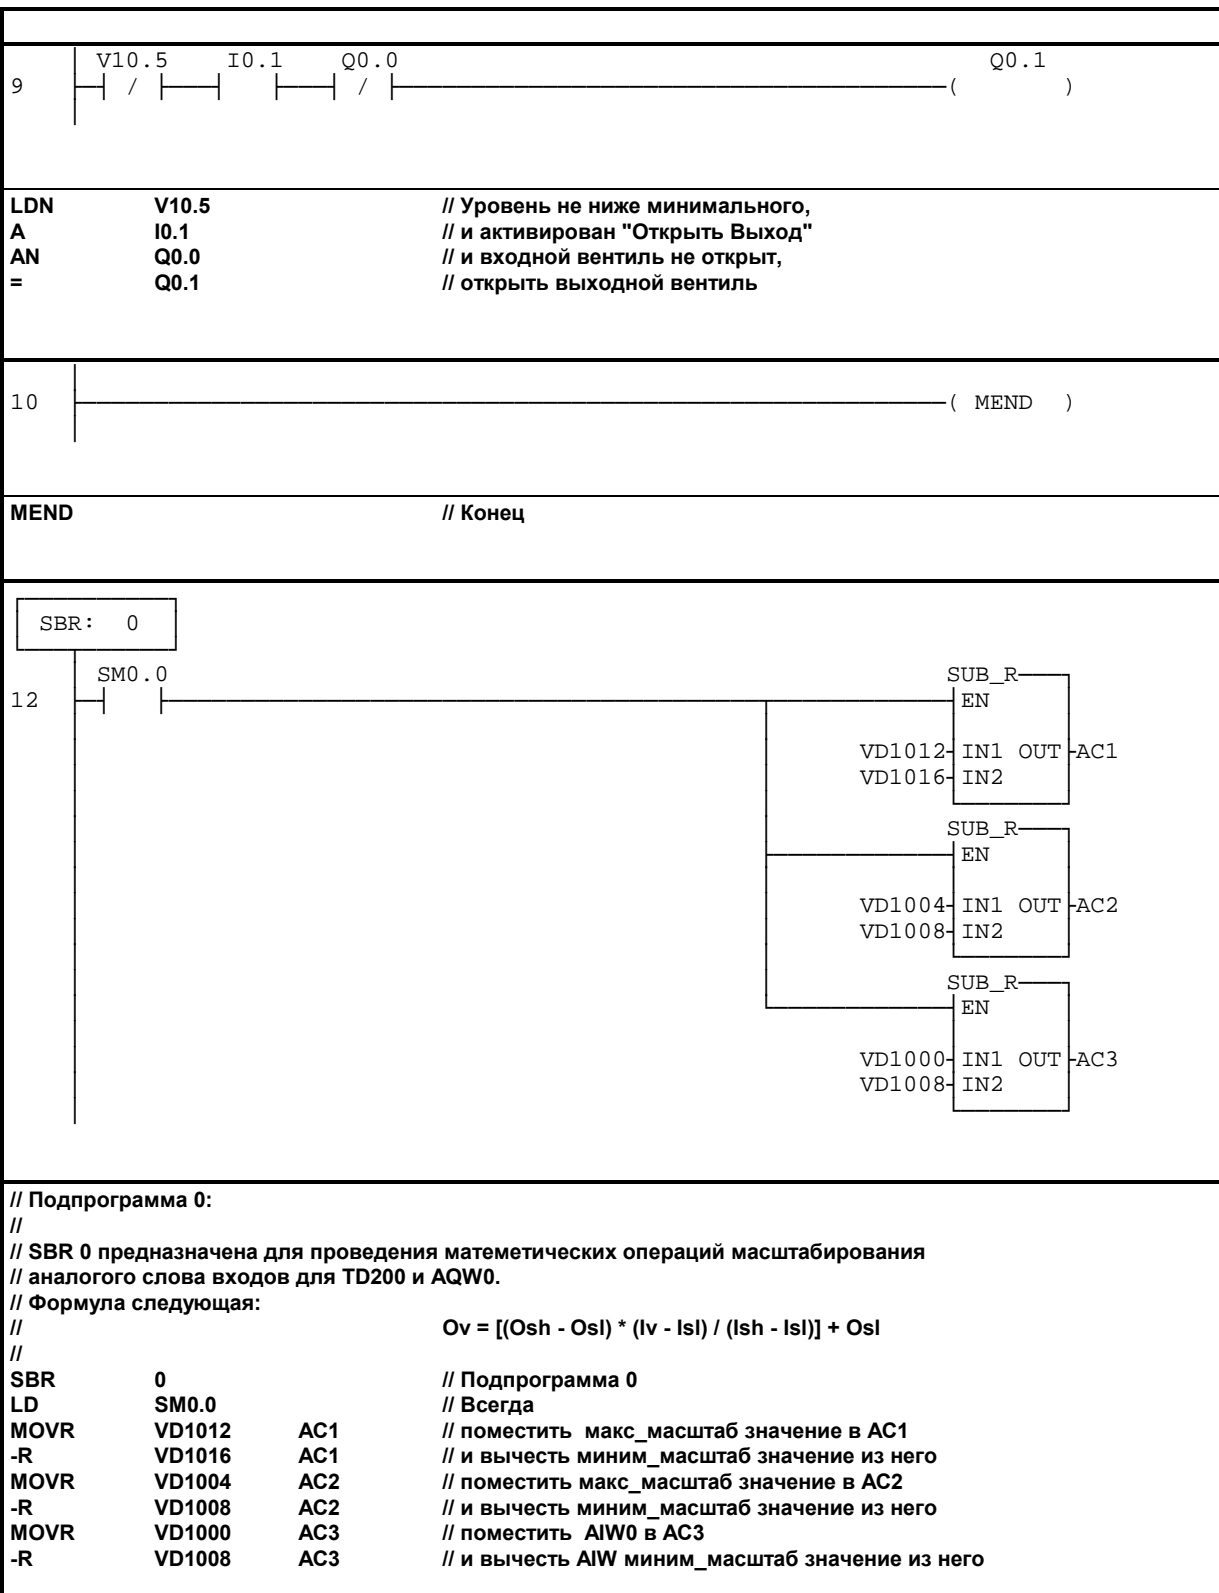 V10.5 I0.1 Q0.0 Q0.1
9 / / ( )
LDN V10.5 // Уровень не ниже минимального,
A I0.1 // и активирован "Открыть Выход"
AN Q0.0 // и входной вентиль не открыт,
= Q0.1 // открыть выходной вентиль
10 ( MEND )
MEND // Конец
SBR: 0
SM0.0 SUB_R
12 EN
VD1012 IN1 OUT AC1
VD1016 IN2
SUB_R
EN
VD1004 IN1 OUT AC2
VD1008 IN2
SUB_R
EN
VD1000 IN1 OUT AC3
VD1008 IN2
// Подпрограмма 0:
//
// SBR 0 предназначена для проведения матеметических операций масштабирования
// аналогого слова входов для TD200 и AQW0.
// Формула следующая:
// Ov = [(Osh - Osl) * (Iv - Isl) / (Ish - Isl)] + Osl
//
SBR 0 // Подпрограмма 0
LD SM0.0 // Всегда
MOVR VD1012 AC1 // поместить макс_масштаб значение в AC1
-R VD1016 AC1 // и вычесть миним_масштаб значение из него
MOVR VD1004 AC2 // поместить макс_масштаб значение в AC2
-R VD1008 AC2 // и вычесть миним_масштаб значение из него
MOVR VD1000 AC3 // поместить AIW0 в AC3
-R VD1008 AC3 // и вычесть AIW миним_масштаб значение из него